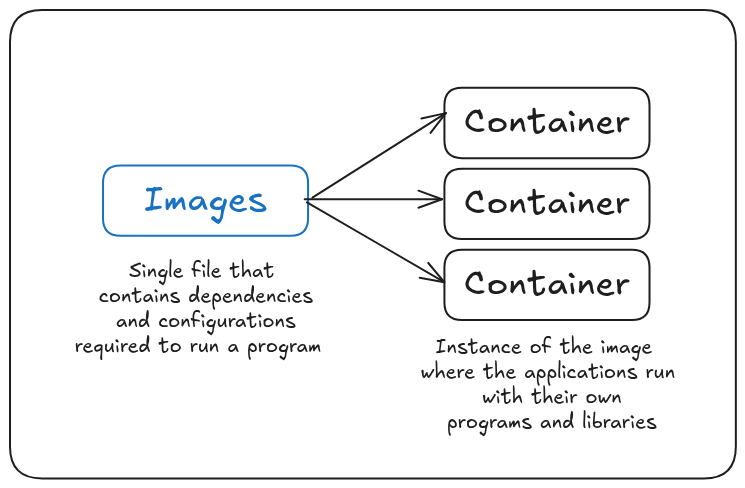 Images
Single file that
contains dependencies
and configurations
required to run a program
Container
Container
Container
Instance of the image
where the applications run
with their own
programs and libraries